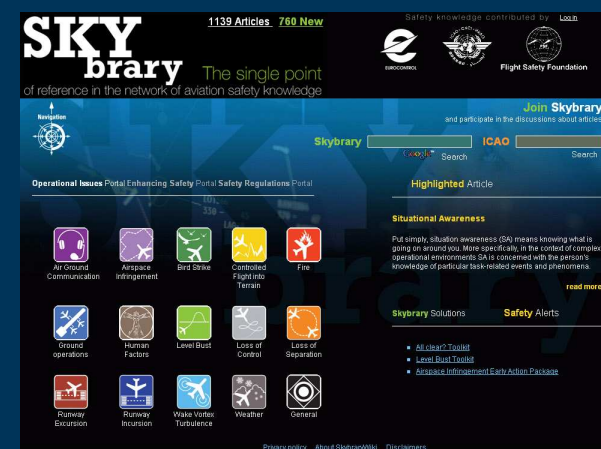 SKY
brary
1139 Articles 760 New
The single point
of reference in the network of aviation safety knowledge
Safety knowledge contributed by Log in
EUROCONTROL
Flight Safety Foundation
Navigation
Join Skybrary
and participate in the discussions about articles
Skybrary
ICAO
Google Search
Search
Operational Issues Portal Enhancing Safety Portal Safety Regulations Portal
Air Ground
Communication
Airspace
Infringement
Bird Strike
Controlled
Flight into
Terrain
Fire
Ground
operations
Human
Factors
Level Bust
Loss of
Control
Loss of
Separation
Runway
Excursion
Runway
Incursion
Wake Vortex
Turbulence
Weather
General
Highlighted Article
Situational Awareness
Put simply, situation awareness (SA) means knowing what is
going on around you. More specifically, in the context of complex
operational environments SA is concerned with the person's
knowledge of particular task-related events and phenomena.
read more
Skybrary Solutions Safety Alerts
All clear? Toolkit
Level Bust Toolkit
Airspace Infringement Early Action Package
Privacy policy About SkybraryWiki Disclaimers